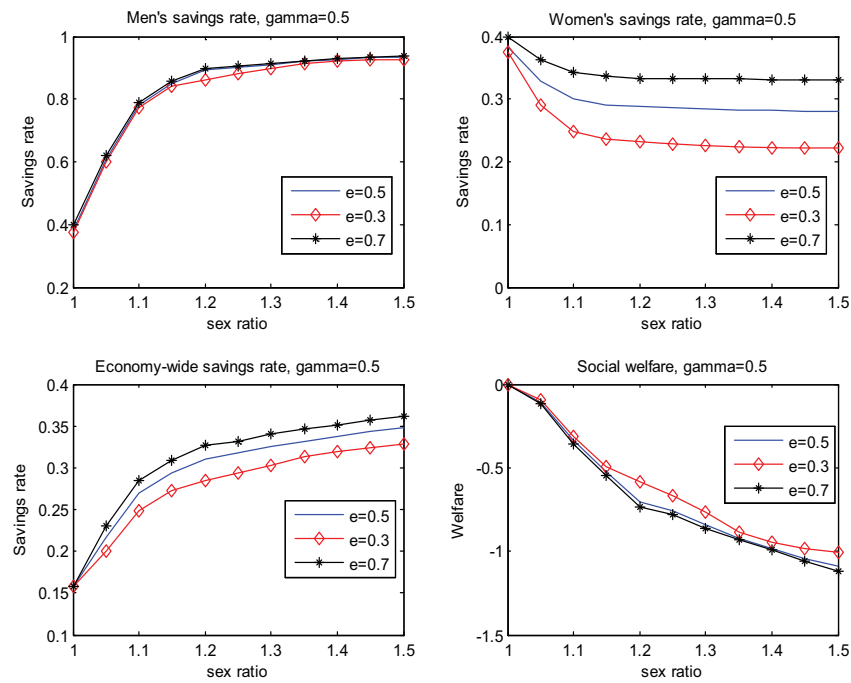 Men's savings rate, gamma=0.5
Savings rate
1
0.8
0.6
0.4
0.2
1 1.1 1.2 1.3 1.4 1.5
sex ratio
e=0.5
e=0.3
e=0.7
Women's savings rate, gamma=0.5
Savings rate
0.4
0.3
0.2
0.1
0
1 1.1 1.2 1.3 1.4 1.5
sex ratio
e=0.5
e=0.3
e=0.7
Economy-wide savings rate, gamma=0.5
Savings rate
0.4
0.35
0.3
0.25
0.2
0.15
0.1
1 1.1 1.2 1.3 1.4 1.5
sex ratio
e=0.5
e=0.3
e=0.7
Social welfare, gamma=0.5
Welfare
0
-0.5
-1
-1.5
1 1.1 1.2 1.3 1.4 1.5
sex ratio
e=0.5
e=0.3
e=0.7